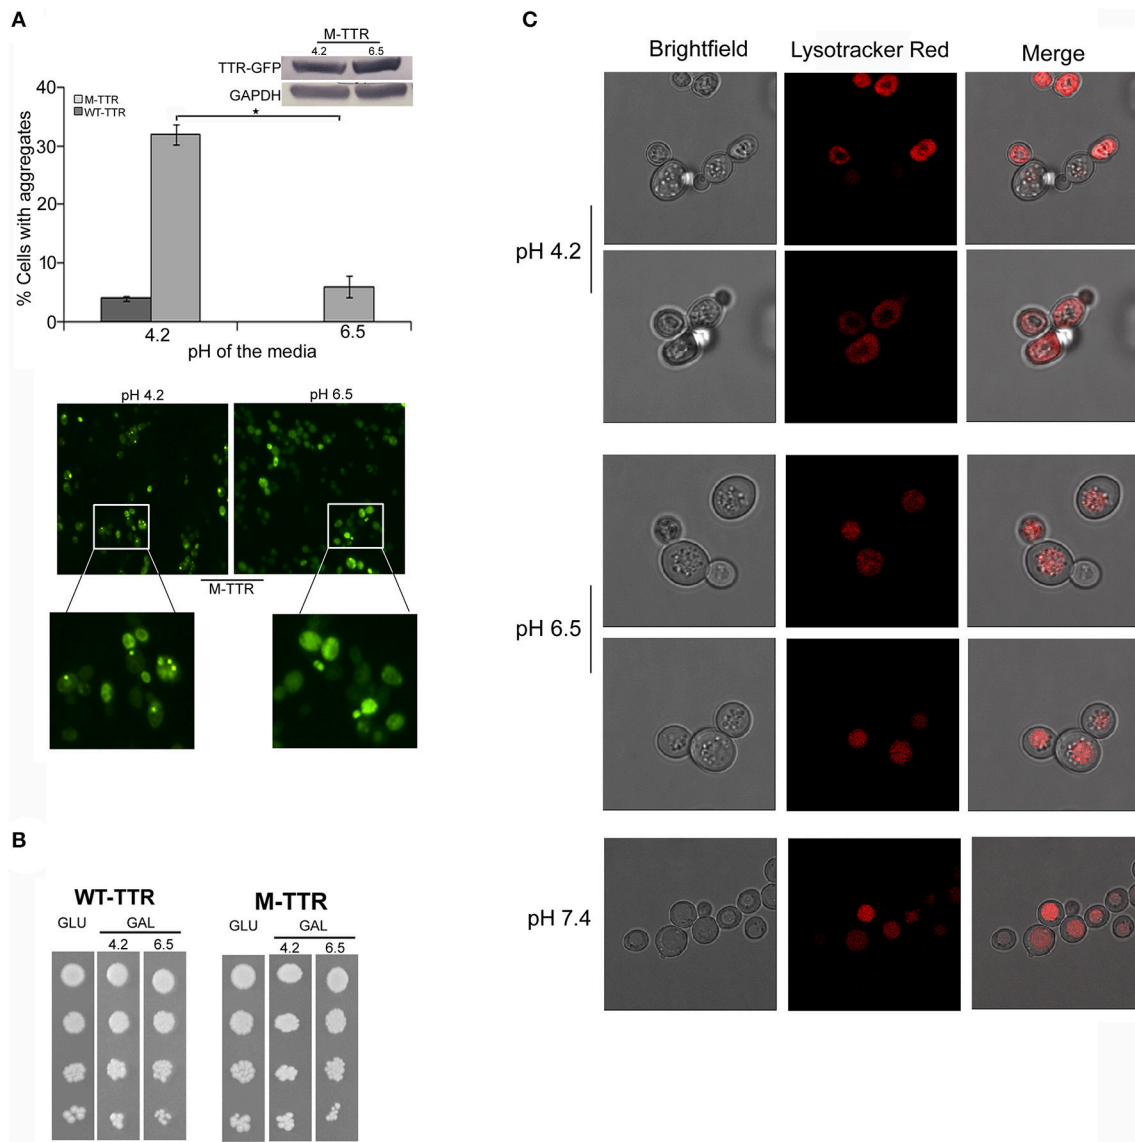 A
M-TTR
4.2 6.5
TTR-GFP
GAPDH
M-TTR
WT-TTR
★
40
30
20
10
0
% Cells with aggregates
4.2 6.5
pH of the media
pH 4.2 pH 6.5
M-TTR
B
WT-TTR M-TTR
GLU GAL GLU GAL
4.2 6.5 4.2 6.5
C
Brightfield Lysotracker Red Merge
pH 4.2
pH 6.5
pH 7.4